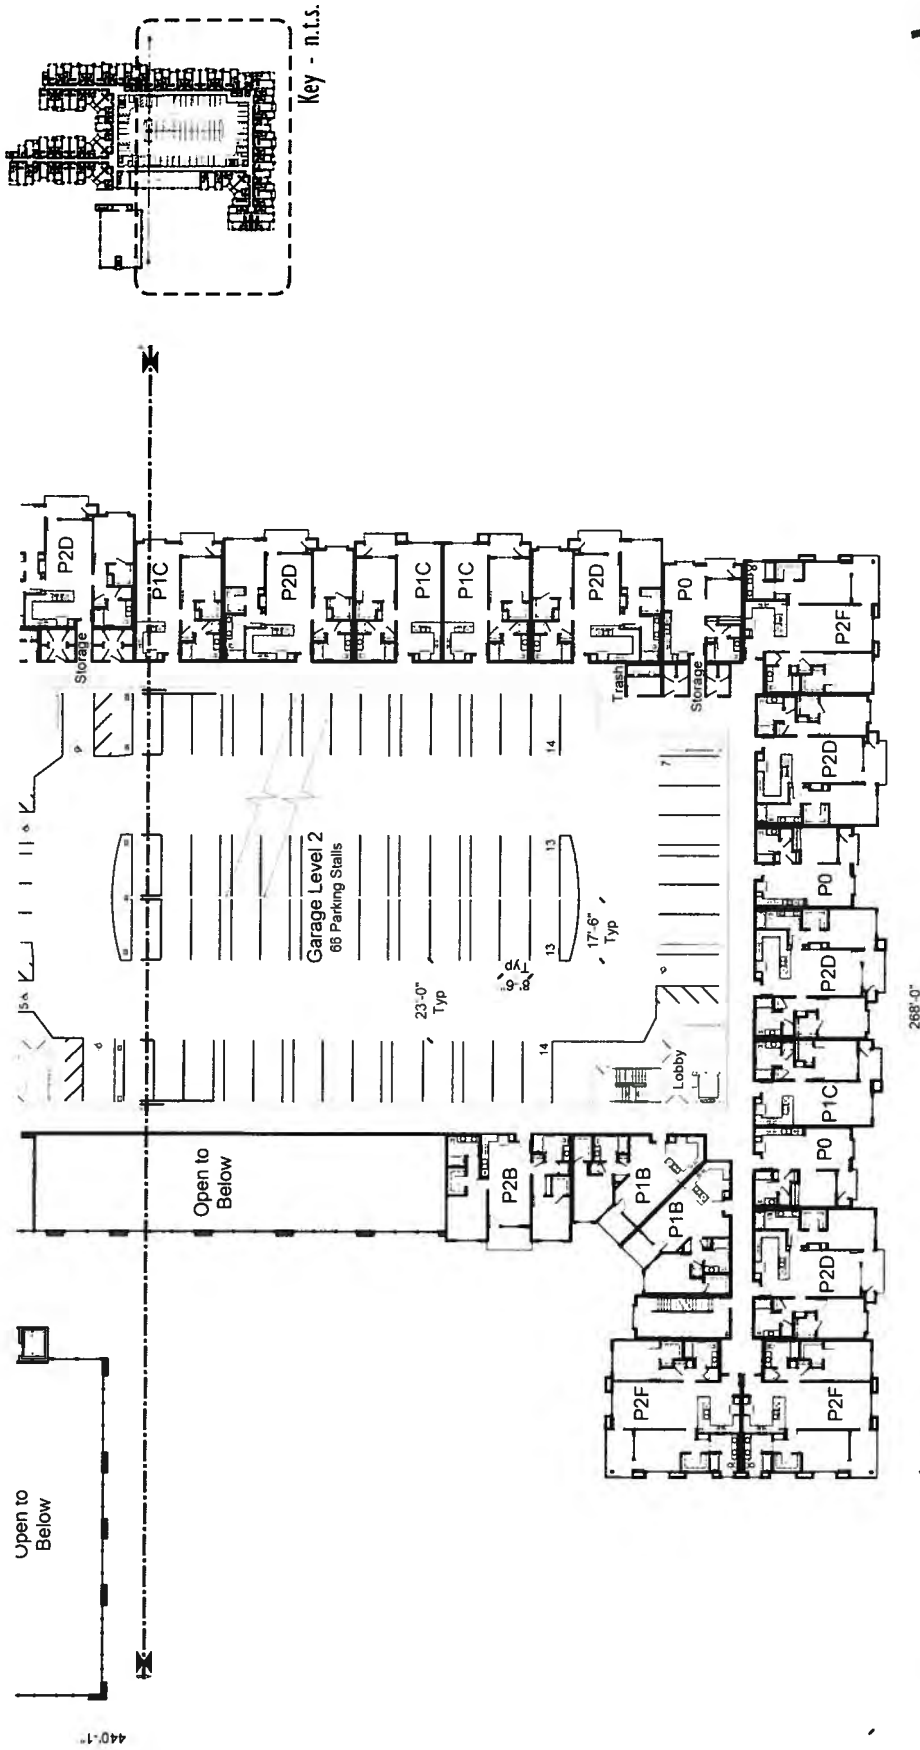 Key - n.t.s.
P2D
Storage
P1C
P2D
P1C
P1C
P2D
P0
Trash
Storage
P2F
14
7
5
Garage Level 2
66 Parking Stalls
13
13
17'-6"
Typ
8'-6"
Typ
23'-0"
Typ
14
Lobby
P2D
P0
P2D
P1C
P0
P2D
P2F
P2F
Open to
Below
P2B
P1B
P1B
Open to
Below
268'-0"
440'-1"